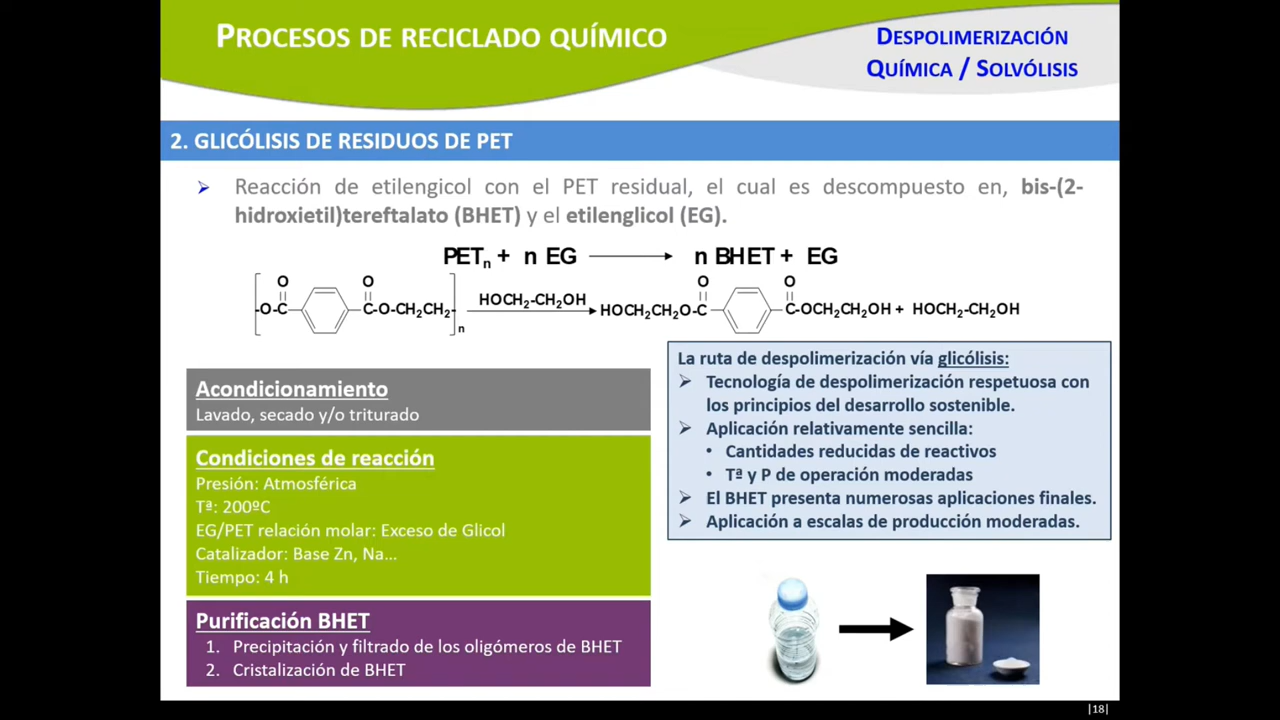 PROCESOS DE RECICLADO QUÍMICO
DESPOLIMERIZACIÓN
QUÍMICA / SOLVÓLISIS
2. GLICÓLISIS DE RESIDUOS DE PET
➢ Reacción de etilengicol con el PET residual, el cual es descompuesto en, bis-(2-
hidroxietil)tereftalato (BHET) y el etilenglicol (EG).
PETn + n EG → n BHET + EG
O O O O
-O-C C-O-CH2CH2- n HOCH2-CH2OH HOCH2CH2O-C C-OCH2CH2OH + HOCH2-CH2OH
Acondicionamiento
Lavado, secado y/o triturado
Condiciones de reacción
Presión: Atmosférica
Tª: 200ºC
EG/PET relación molar: Exceso de Glicol
Catalizador: Base Zn, Na...
Tiempo: 4 h
Purificación BHET
1. Precipitación y filtrado de los oligómeros de BHET
2. Cristalización de BHET
La ruta de despolimerización vía glicólisis:
➢ Tecnología de despolimerización respetuosa con
los principios del desarrollo sostenible.
➢ Aplicación relativamente sencilla:
• Cantidades reducidas de reactivos
• Tª y P de operación moderadas
➢ El BHET presenta numerosas aplicaciones finales.
➢ Aplicación a escalas de producción moderadas.
|18|